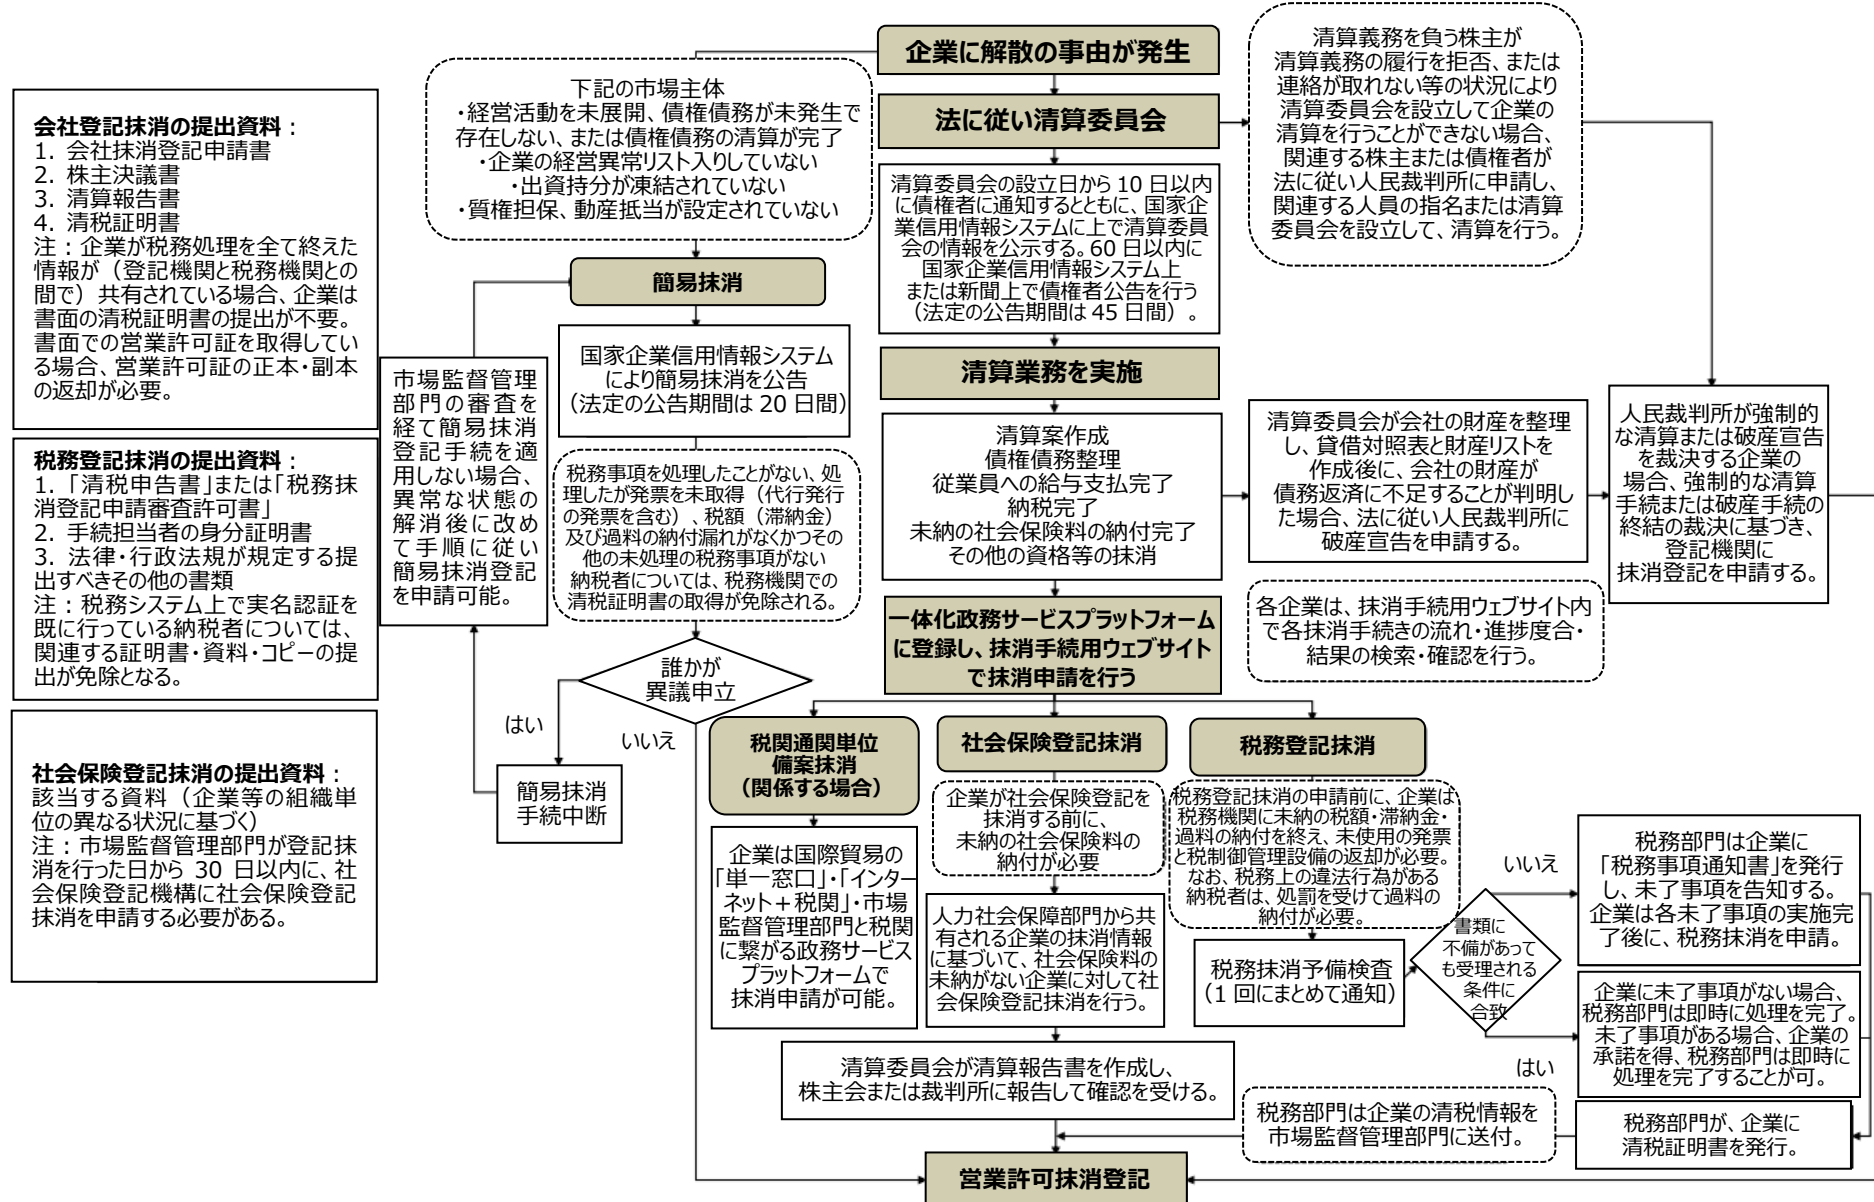 企業に解散の事由が発生
法に従い清算委員会
清算義務を負う株主が
清算義務の履行を拒否、または
連絡が取れない等の状況により
清算委員会を設立して企業の
清算を行うことができない場合、
関連する株主または債権者が
法に従い人民裁判所に申請し、
関連する人員の指名または清算
委員会を設立して、清算を行う。
下記の市場主体
・経営活動を未展開、債権債務が未発生で
存在しない、または債権債務の清算が完了
・企業の経営異常リスト入りしていない
・出資持分が凍結されていない
・質権担保、動産抵当が設定されていない
会社登記抹消の提出資料：
1. 会社抹消登記申請書
2. 株主決議書
3. 清算報告書
4. 清税証明書
注：企業が税務処理を全て終えた
情報が（登記機関と税務機関との
間で）共有されている場合、企業は
書面の清税証明書の提出が不要。
書面での営業許可証を取得してい
る場合、営業許可証の正本・副本
の返却が必要。
清算委員会の設立日から 10 日以内
に債権者に通知するとともに、国家企
業信用情報システムに上で清算委員
会の情報を公示する。60 日以内に
国家企業信用情報システム上
または新聞上で債権者公告を行う
（法定の公告期間は 45 日間）。
簡易抹消
国家企業信用情報システム
により簡易抹消を公告
（法定の公告期間は 20 日間）
清算業務を実施
市場監督管理
部門の審査を
経て簡易抹消
登記手続を適
用しない場合、
異常な状態の
解消後に改め
て手順に従い
簡易抹消登記
を申請可能。
清算案作成
債権債務整理
従業員への給与支払完了
納税完了
未納の社会保険料の納付完了
その他の資格等の抹消
清算委員会が会社の財産を整理
し、貸借対照表と財産リストを
作成後に、会社の財産が
債務返済に不足することが判明し
た場合、法に従い人民裁判所に
破産宣告を申請する。
人民裁判所が強制的
な清算または破産宣告
を裁決する企業の
場合、強制的な清算
手続または破産手続の
終結の裁決に基づき、
登記機関に
抹消登記を申請する。
税務登記抹消の提出資料：
1. 「清税申告書」または「税務抹
消登記申請審査許可書」
2. 手続担当者の身分証明書
3. 法律・行政法規が規定する提
出すべきその他の書類
注：税務システム上で実名認証を
既に行っている納税者については、
関連する証明書・資料・コピーの提
出が免除となる。
税務事項を処理したことがない、処
理したが発票を未取得（代行発行
の発票を含む）、税額（滞納金）
及び過料の納付漏れがなくかつその
他の未処理の税務事項がない
納税者については、税務機関での
清税証明書の取得が免除される。
一体化政務サービスプラットフォーム
に登録し、抹消手続用ウェブサイト
で抹消申請を行う
各企業は、抹消手続用ウェブサイト内
で各抹消手続きの流れ・進捗度合・
結果の検索・確認を行う。
誰かが
異議申立
はい
いいえ
簡易抹消
手続中断
社会保険登記抹消の提出資料：
該当する資料（企業等の組織単
位の異なる状況に基づく）
注：市場監督管理部門が登記抹
消を行った日から 30 日以内に、社
会保険登記機構に社会保険登記
抹消を申請する必要がある。
税関通関単位
備案抹消
（関係する場合）
社会保険登記抹消
税務登記抹消
企業は国際貿易の
「単一窓口」・「インター
ネット＋税関」・市場
監督管理部門と税関
に繋がる政務サービス
プラットフォームで
抹消申請が可能。
企業が社会保険登記を
抹消する前に、
未納の社会保険料の
納付が必要
人力社会保障部門から共
有される企業の抹消情報
に基づいて、社会保険料の
未納がない企業に対して社
会保険登記抹消を行う。
税務登記抹消の申請前に、企業は
税務機関に未納の税額・滞納金・
過料の納付を終え、未使用の発票
と税制御管理設備の返却が必要。
なお、税務上の違法行為がある
納税者は、処罰を受けて過料の
納付が必要。
税務抹消予備検査
（1 回にまとめて通知）
書類に
不備があって
も受理される
条件に
合致
いいえ
はい
税務部門は企業に
「税務事項通知書」を発行
し、未了事項を告知する。
企業は各未了事項の実施完
了後に、税務抹消を申請。
企業に未了事項がない場合、
税務部門は即時に処理を完了。
未了事項がある場合、企業の
承諾を得、税務部門は即時に
処理を完了することが可。
清算委員会が清算報告書を作成し、
株主会または裁判所に報告して確認を受ける。
税務部門は企業の清税情報を
市場監督管理部門に送付。
税務部門が、企業に
清税証明書を発行。
営業許可抹消登記